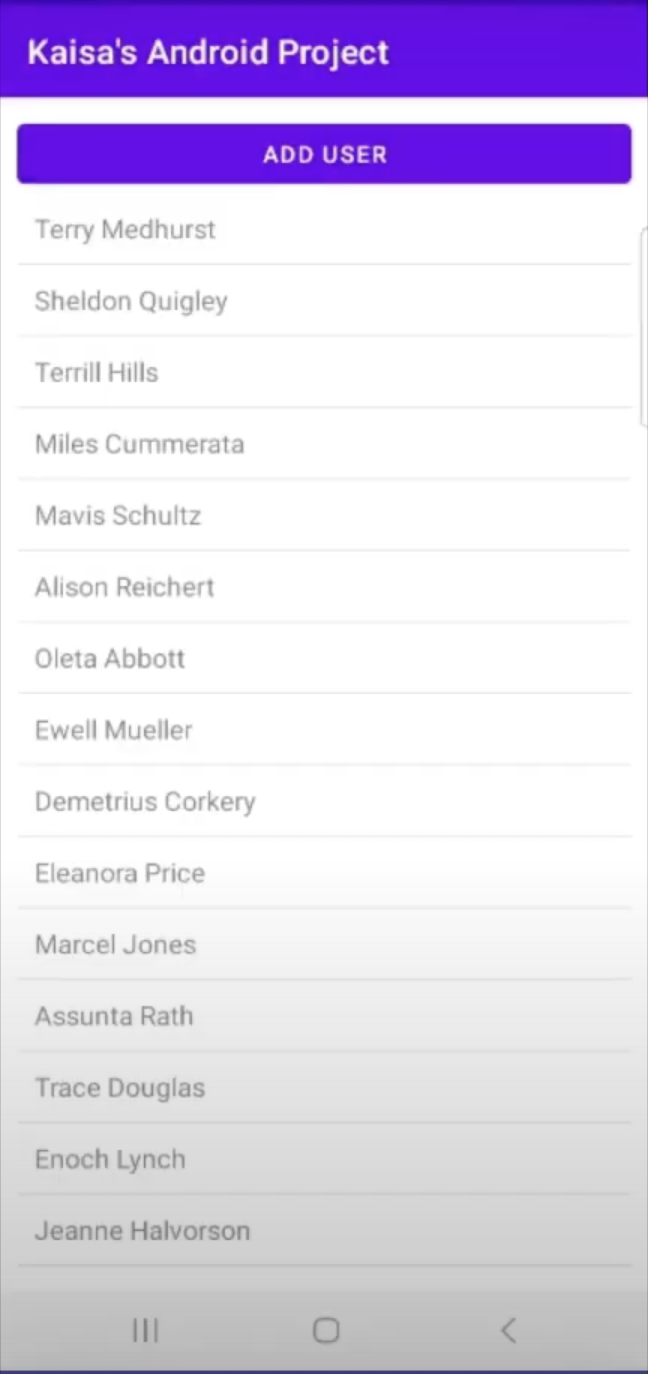 Kaisa's Android Project
ADD USER
Terry Medhurst
Sheldon Quigley
Terrill Hills
Miles Cummerata
Mavis Schultz
Alison Reichert
Oleta Abbott
Ewell Mueller
Demetrius Corkery
Eleanora Price
Marcel Jones
Assunta Rath
Trace Douglas
Enoch Lynch
Jeanne Halvorson